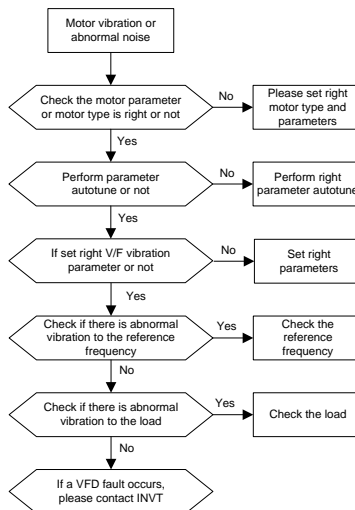 Motor vibration or
abnormal noise
Check the motor parameter
or motor type is right or not
No
Please set right
motor type and
parameters
Yes
Perform parameter
autotune or not
No
Perform right
parameter autotune
Yes
If set right V/F vibration
parameter or not
No
Set right
parameters
Yes
Check if there is abnormal
vibration to the reference
frequency
Yes
Check the
reference
frequency
No
Check if there is abnormal
vibration to the load
Yes
Check the load
No
If a VFD fault occurs,
please contact INVT